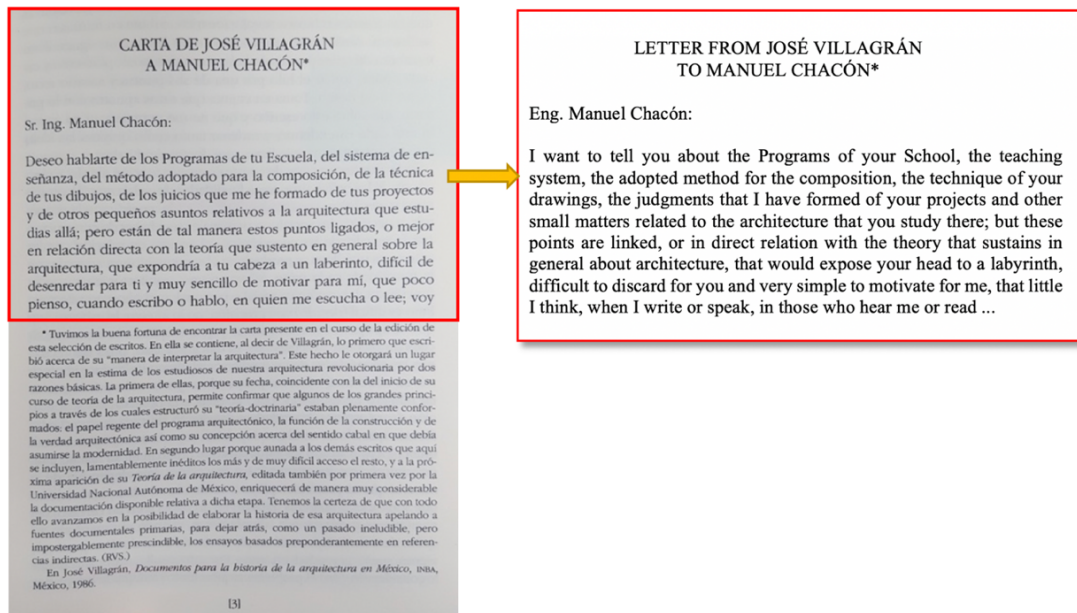 CARTA DE JOSÉ VILLAGRÁN
A MANUEL CHACÓN*
Sr. Ing. Manuel Chacón:
Deseo hablarte de los Programas de tu Escuela, del sistema de en-
señanza, del método adoptado para la composición, de la técnica
de tus dibujos, de los juicios que me he formado de tus proyectos
y de otros pequeños asuntos relativos a la arquitectura que estu-
dias allá; pero están de tal manera estos puntos ligados, o mejor
en relación directa con la teoría que sustento en general sobre la
arquitectura, que expondría a tu cabeza a un laberinto, difícil de
desenredar para ti y muy sencillo de motivar para mí, que poco
pienso, cuando escribo o hablo, en quien me escucha o lee; voy
* Tuvimos la buena fortuna de encontrar la carta presente en el curso de la edición de
esta selección de escritos. En ella se contiene, al decir de Villagrán, lo primero que escri-
bió acerca de su "manera de interpretar la arquitectura". Este hecho le otorgará un lugar
especial en la estima de los estudiosos de nuestra arquitectura revolucionaria por dos
razones básicas. La primera de ellas, porque su fecha, coincidente con la del inicio de su
curso de teoría de la arquitectura, permite confirmar que algunos de los grandes princi-
pios a través de los cuales estructuró su "teoría-doctrinaria" estaban plenamente confor-
mados: el papel regente del programa arquitectónico, la función de la construcción y de
la verdad arquitectónica así como su concepción acerca del sentido cabal en que debía
asumirse la modernidad. En segundo lugar porque aunada a los demás escritos que aquí
se incluyen, lamentablemente inéditos los más y de muy difícil acceso el resto, y a la pró-
xima aparición de su Teoría de la arquitectura, editada también por primera vez por la
Universidad Nacional Autónoma de México, enriquecerá de manera muy considerable
la documentación disponible relativa a dicha etapa. Tenemos la certeza de que con todo
ello avanzamos en la posibilidad de elaborar la historia de esa arquitectura apelando a
fuentes documentales primarias, para dejar atrás, como un pasado ineludible, pero
impostergablemente prescindible, los ensayos basados preponderantemente en referen-
cias indirectas. (RVS.)
En José Villagrán, Documentos para la historia de la arquitectura en México, INBA,
México, 1986.
[3]
LETTER FROM JOSÉ VILLAGRÁN
TO MANUEL CHACÓN*
Eng. Manuel Chacón:
I want to tell you about the Programs of your School, the teaching
system, the adopted method for the composition, the technique of your
drawings, the judgments that I have formed of your projects and other
small matters related to the architecture that you study there; but these
points are linked, or in direct relation with the theory that sustains in
general about architecture, that would expose your head to a labyrinth,
difficult to discard for you and very simple to motivate for me, that little
I think, when I write or speak, in those who hear me or read ...